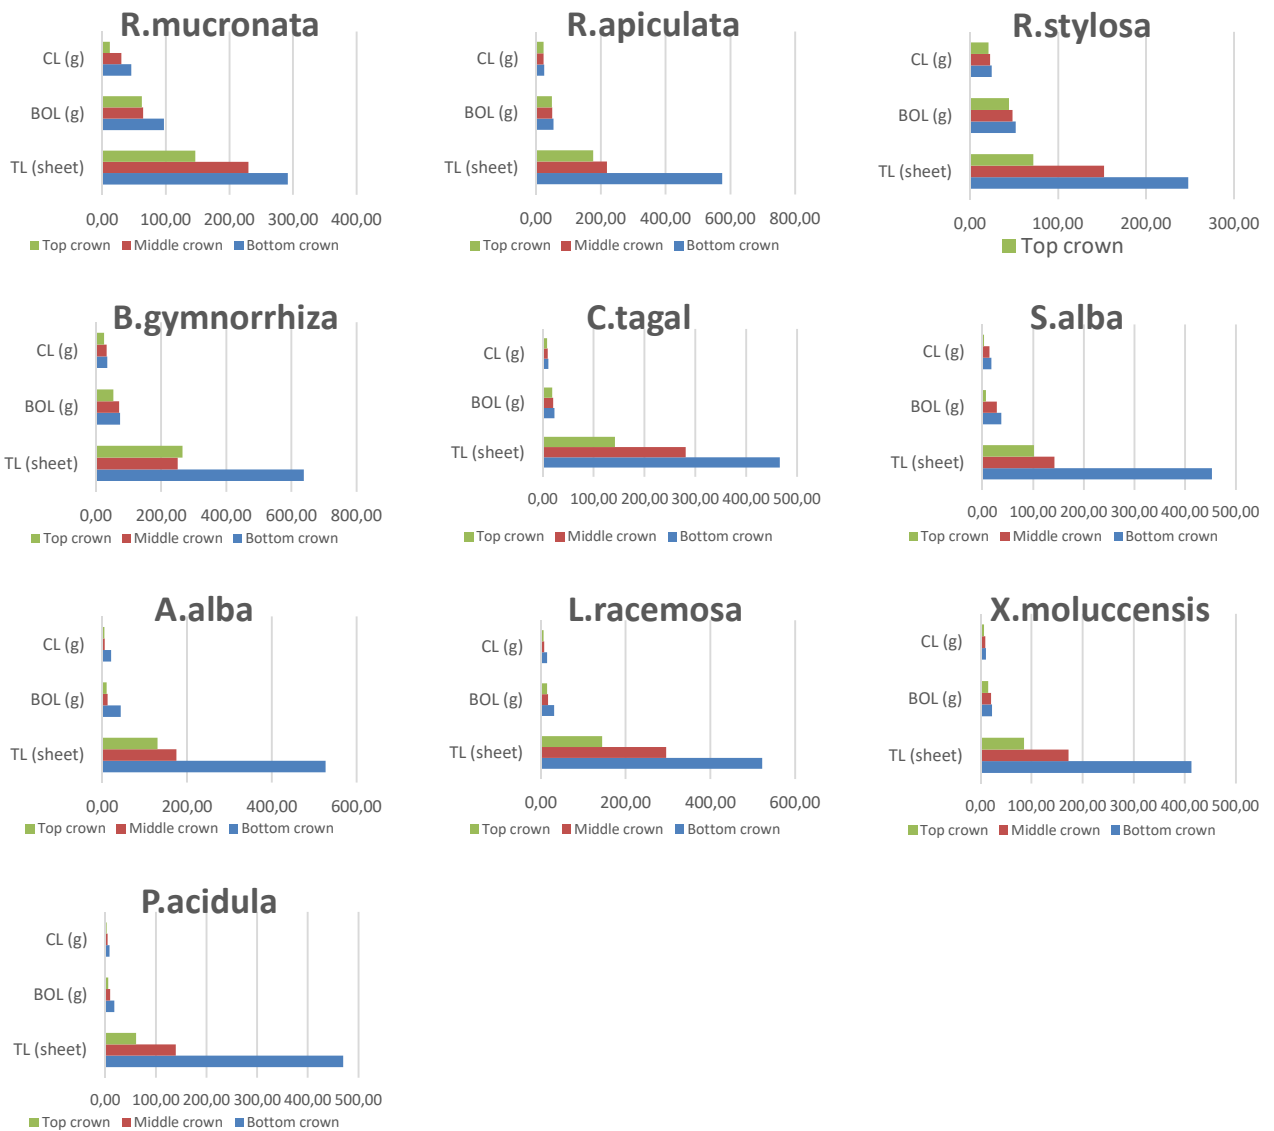 R.mucronata
CL (g)
BOL (g)
TL (sheet)
0,00 100,00 200,00 300,00 400,00
Top crown Middle crown Bottom crown
R.apiculata
CL (g)
BOL (g)
TL (sheet)
0,00 200,00 400,00 600,00 800,00
Top crown Middle crown Bottom crown
R.stylosa
CL (g)
BOL (g)
TL (sheet)
0,00 100,00 200,00 300,00
Top crown
B.gymnorrhiza
CL (g)
BOL (g)
TL (sheet)
0,00 200,00 400,00 600,00 800,00
Top crown Middle crown Bottom crown
C.tagal
CL (g)
BOL (g)
TL (sheet)
0,00 100,00 200,00 300,00 400,00 500,00
Top crown Middle crown Bottom crown
S.alba
CL (g)
BOL (g)
TL (sheet)
0,00 100,00 200,00 300,00 400,00 500,00
Top crown Middle crown Bottom crown
A.alba
CL (g)
BOL (g)
TL (sheet)
0,00 200,00 400,00 600,00
Top crown Middle crown Bottom crown
L.racemosa
CL (g)
BOL (g)
TL (sheet)
0,00 200,00 400,00 600,00
Top crown Middle crown Bottom crown
X.moluccensis
CL (g)
BOL (g)
TL (sheet)
0,00 100,00 200,00 300,00 400,00 500,00
Top crown Middle crown Bottom crown
P.acidula
CL (g)
BOL (g)
TL (sheet)
0,00 100,00 200,00 300,00 400,00 500,00
Top crown Middle crown Bottom crown